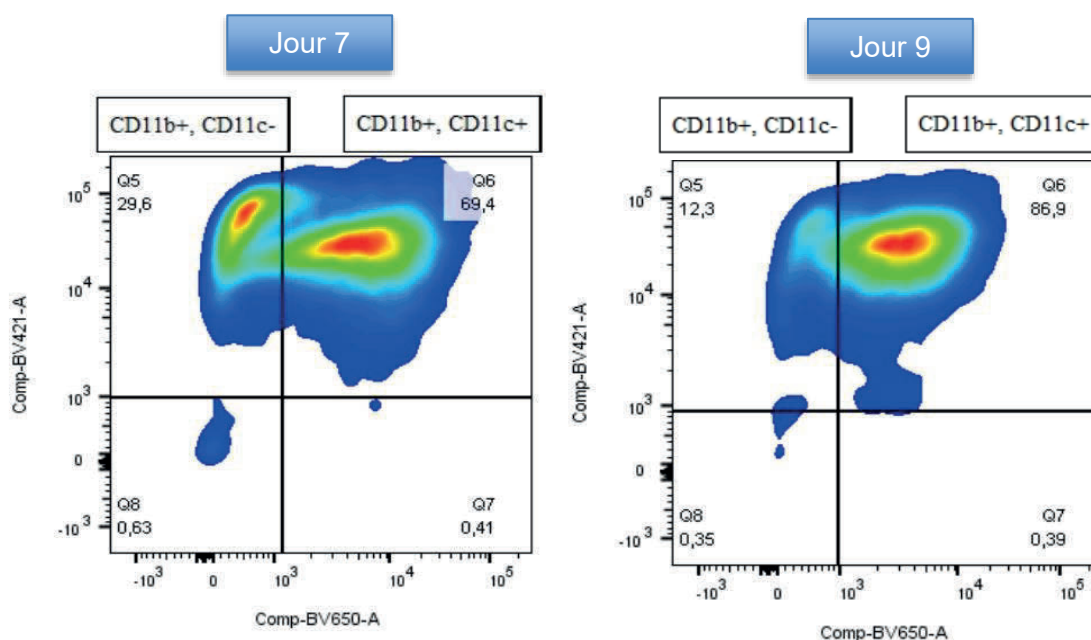 Jour 7
CD11b+, CD11c-
CD11b+, CD11c+
Q5
29,6
Q6
69,4
10^5
10^4
10^3
0
-10^3
Q8
0,63
Q7
0,41
-10^3
0
10^3
10^4
10^5
Comp-BV421-A
Comp-BV650-A
Jour 9
CD11b+, CD11c-
CD11b+, CD11c+
Q5
12,3
Q6
86,9
10^5
10^4
10^3
0
-10^3
Q8
0,35
Q7
0,39
-10^3
0
10^3
10^4
10^5
Comp-BV421-A
Comp-BV650-A